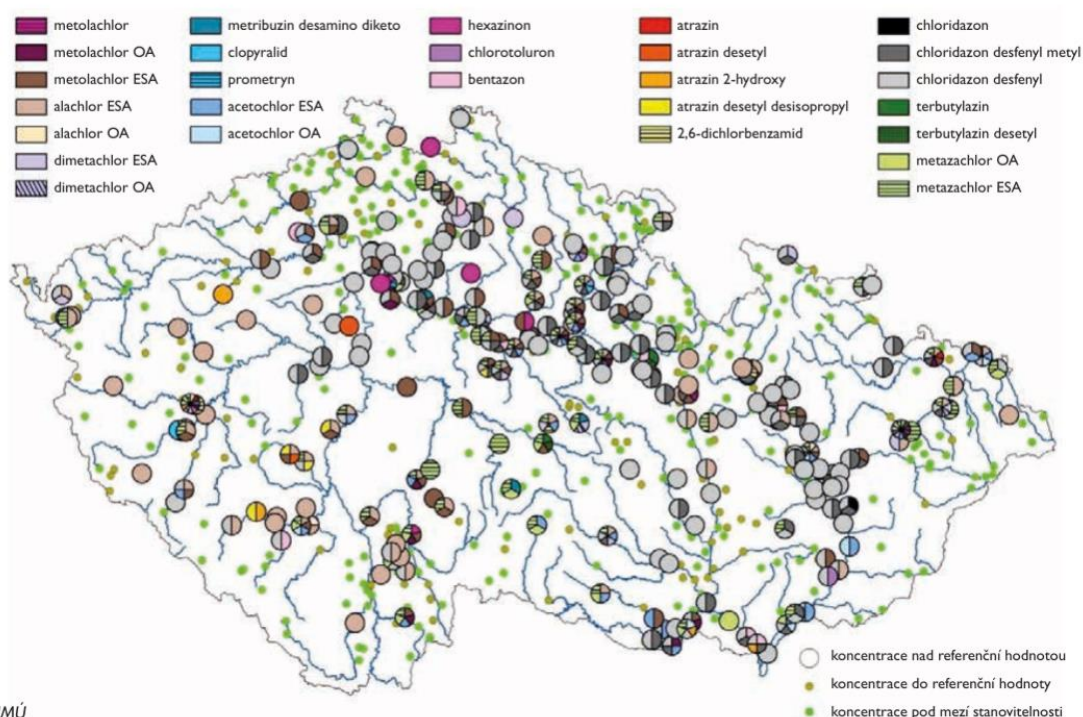 metolachlor
metolachlor OA
metolachlor ESA
alachlor ESA
alachlor OA
dimetachlor ESA
dimetachlor OA
metribuzin desamino diketo
clopyralid
prometryn
acetochlor ESA
acetochlor OA
hexazinon
chlorotoluron
bentazon
atrazin
atrazin desetyl
atrazin 2-hydroxy
atrazin desetyl desisopropyl
2,6-dichlorbenzamid
chloridazon
chloridazon desfenyl metyl
chloridazon desfenyl
terbutylazin
terbutylazin desetyl
metazachlor OA
metazachlor ESA
koncentrace nad referenční hodnotou
koncentrace do referenční hodnoty
koncentrace pod mezí stanovitelnosti